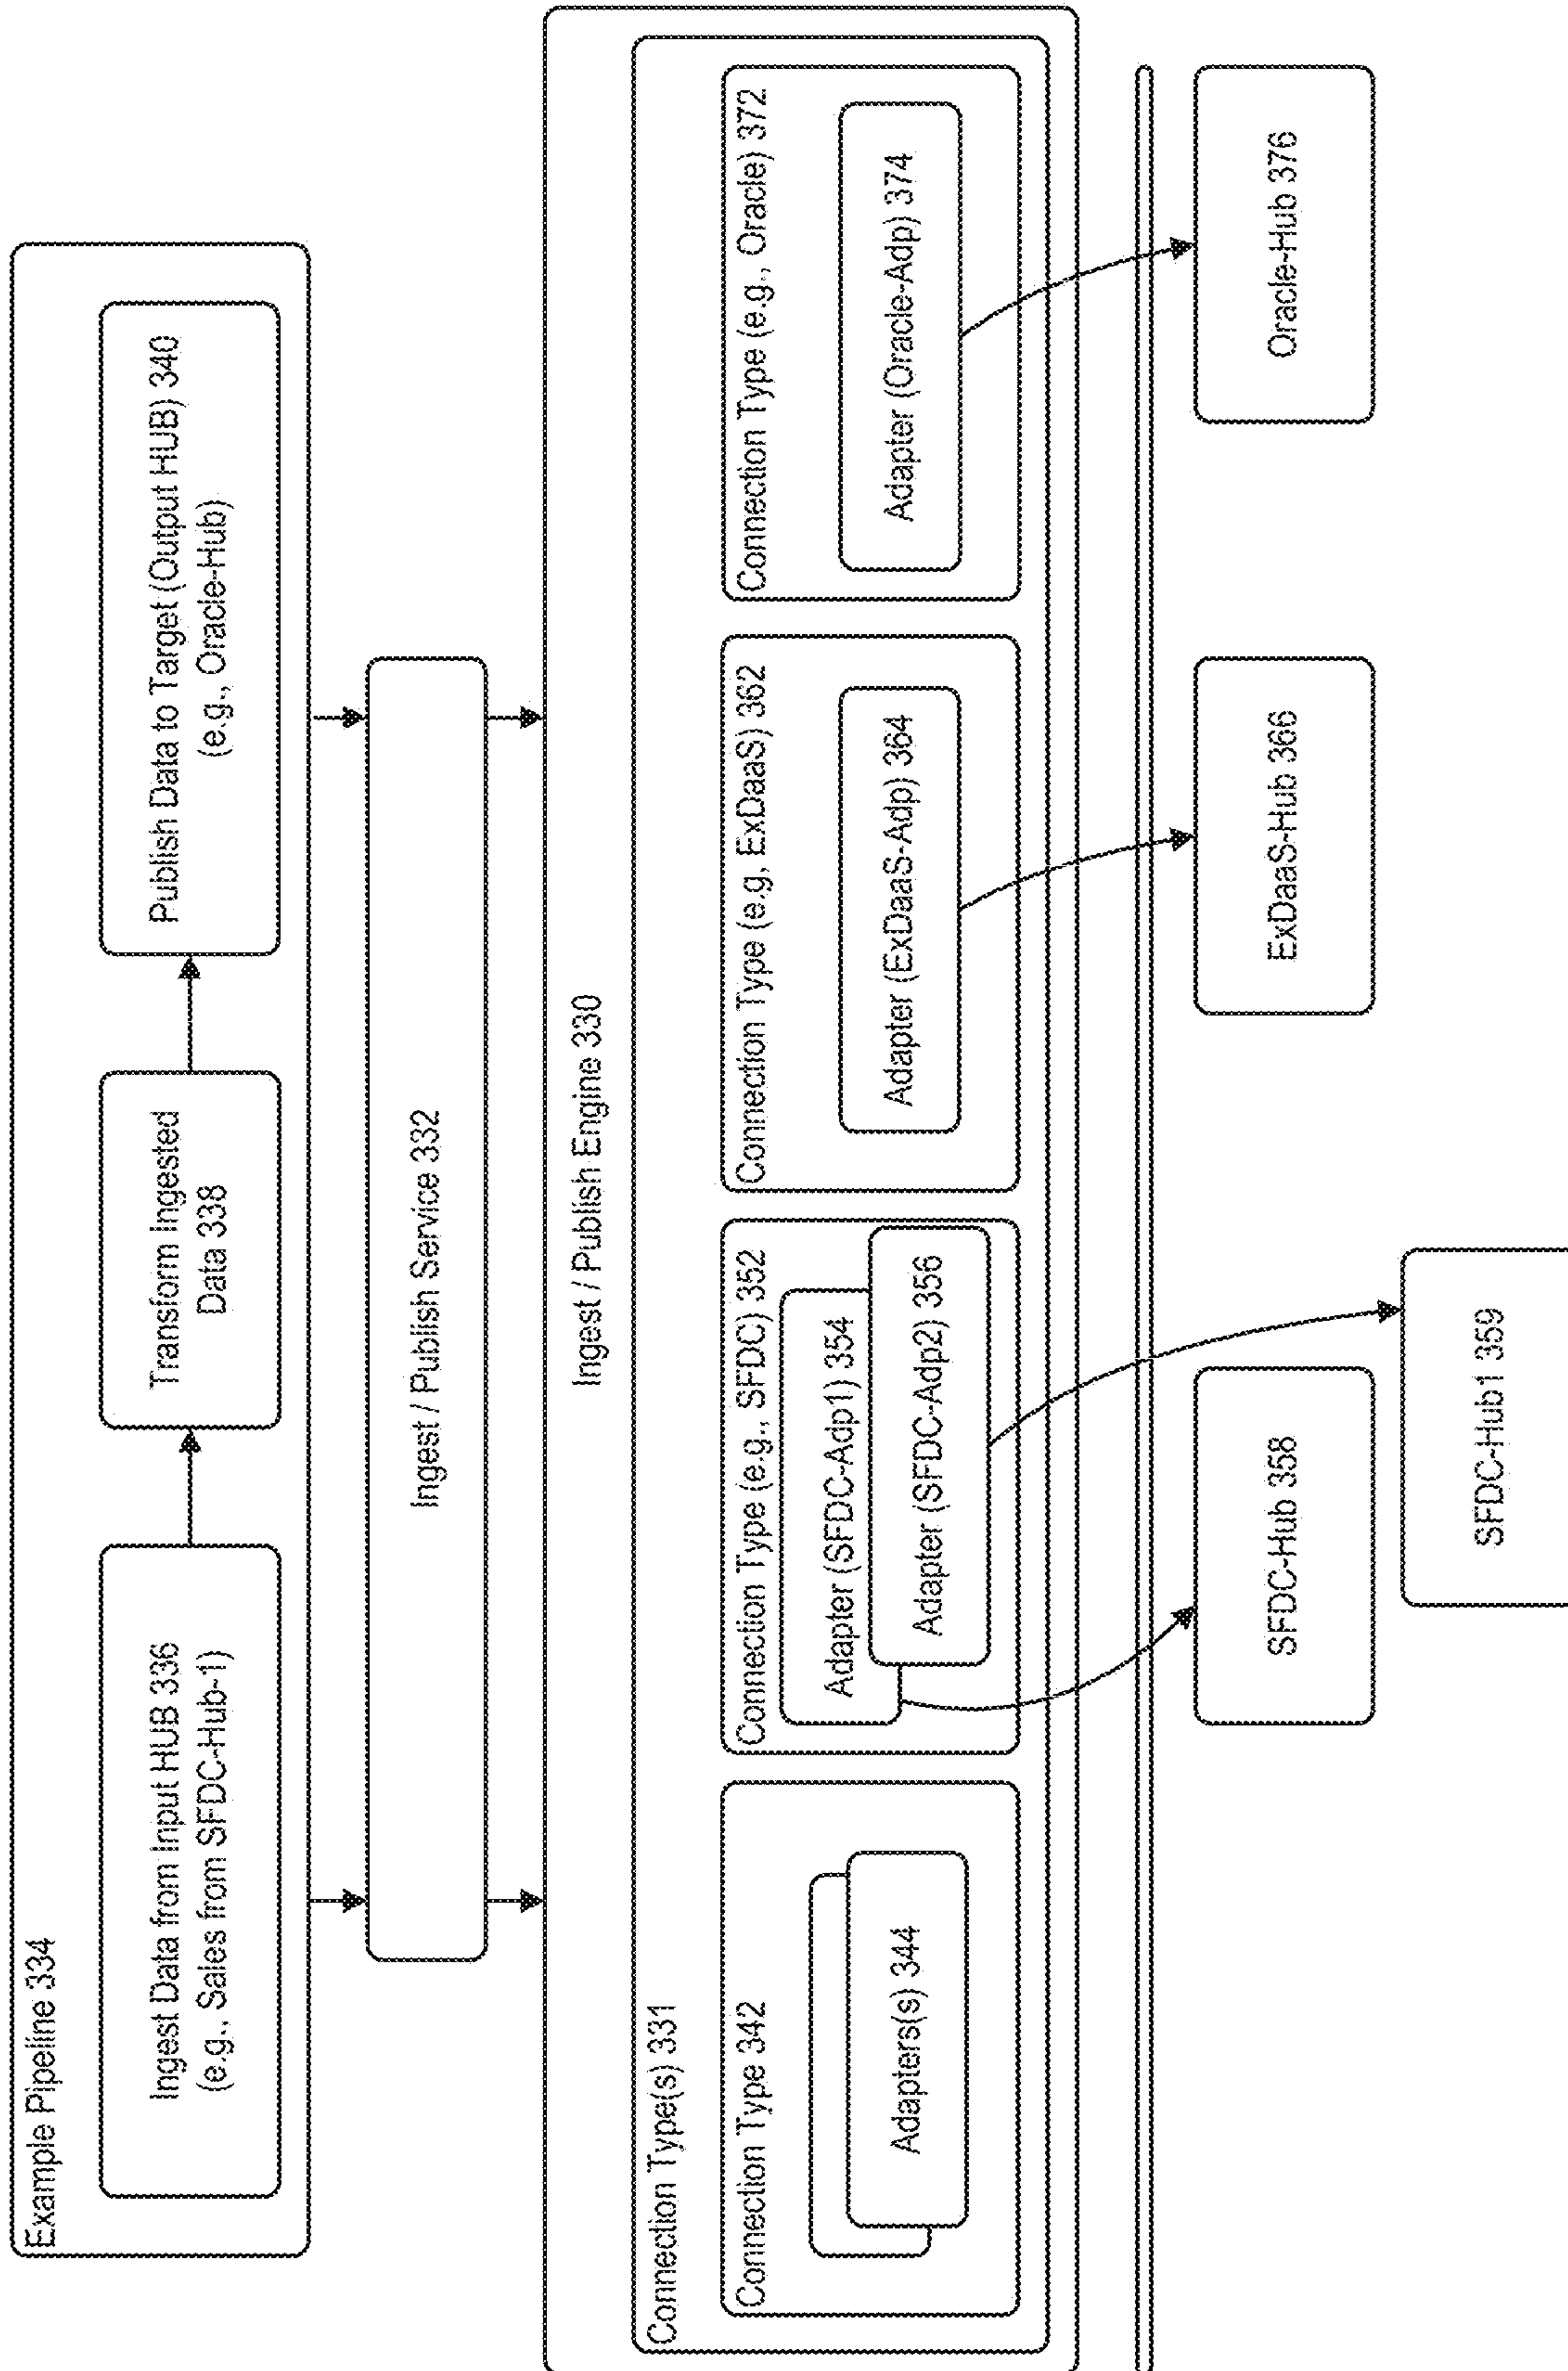 Example Pipeline 334
Ingest Data from Input HUB 336
(e.g., Sales from SFDC-Hub-1)
Transform Ingested
Data 338
Publish Data to Target (Output HUB) 340
(e.g., Oracle-Hub)
Ingest / Publish Service 332
Ingest / Publish Engine 330
Connection Type(s) 331
Connection Type 342
Adapters(s) 344
Connection Type (e.g., SFDC) 352
Adapter (SFDC-Adp1) 354
Adapter (SFDC-Adp2) 356
Connection Type (e.g, ExDaaS) 362
Adapter (ExDaaS-Adp) 364
Connection Type (e.g., Oracle) 372
Adapter (Oracle-Adp) 374
SFDC-Hub 358
SFDC-Hub1 359
ExDaaS-Hub 366
Oracle-Hub 376